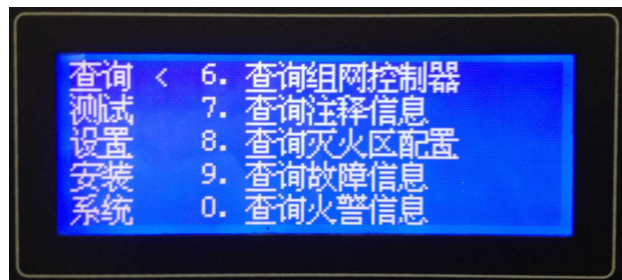 查询 < 6. 查询组网控制器
测试 7. 查询注释信息
设置 8. 查询灭火区配置
安装 9. 查询故障信息
系统 0. 查询火警信息